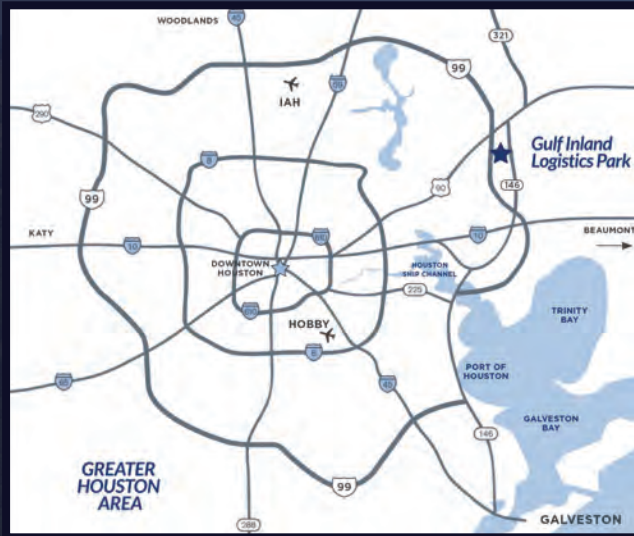 WOODLANDS
45
321
99
69
IAH
290
8
90
146
Gulf Inland
Logistics Park
99
KATY
10
610
10
BEAUMONT
DOWNTOWN
HOUSTON
HOUSTON
SHIP CHANNEL
225
610
HOBBY
TRINITY
BAY
8
PORT OF
HOUSTON
45
GALVESTON
BAY
146
GREATER
HOUSTON
AREA
99
288
GALVESTON